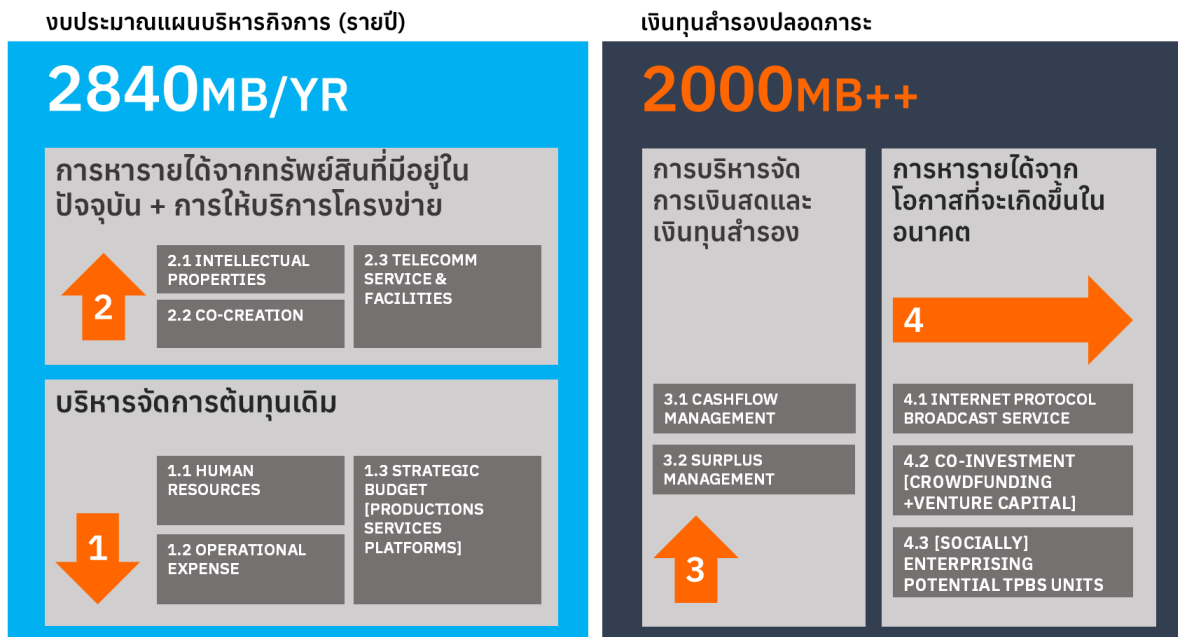 งบประมาณแผนบริหารกิจการ (รายปี)
2840MB/YR
การหารายได้จากทรัพย์สินที่มีอยู่ใน
ปัจจุบัน + การให้บริการโครงข่าย
2
2.1 INTELLECTUAL
PROPERTIES
2.2 CO-CREATION
2.3 TELECOMM
SERVICE &
FACILITIES
บริหารจัดการต้นทุนเดิม
1
1.1 HUMAN
RESOURCES
1.2 OPERATIONAL
EXPENSE
1.3 STRATEGIC
BUDGET
[PRODUCTIONS
SERVICES
PLATFORMS]
เงินทุนสำรองปลอดภาระ
2000MB++
การบริหารจัด
การเงินสดและ
เงินทุนสำรอง
3.1 CASHFLOW
MANAGEMENT
3.2 SURPLUS
MANAGEMENT
3
การหารายได้จาก
โอกาสที่จะเกิดขึ้นใน
อนาคต
4
4.1 INTERNET PROTOCOL
BROADCAST SERVICE
4.2 CO-INVESTMENT
[CROWDFUNDING
+VENTURE CAPITAL]
4.3 [SOCIALLY]
ENTERPRISING
POTENTIAL TPBS UNITS